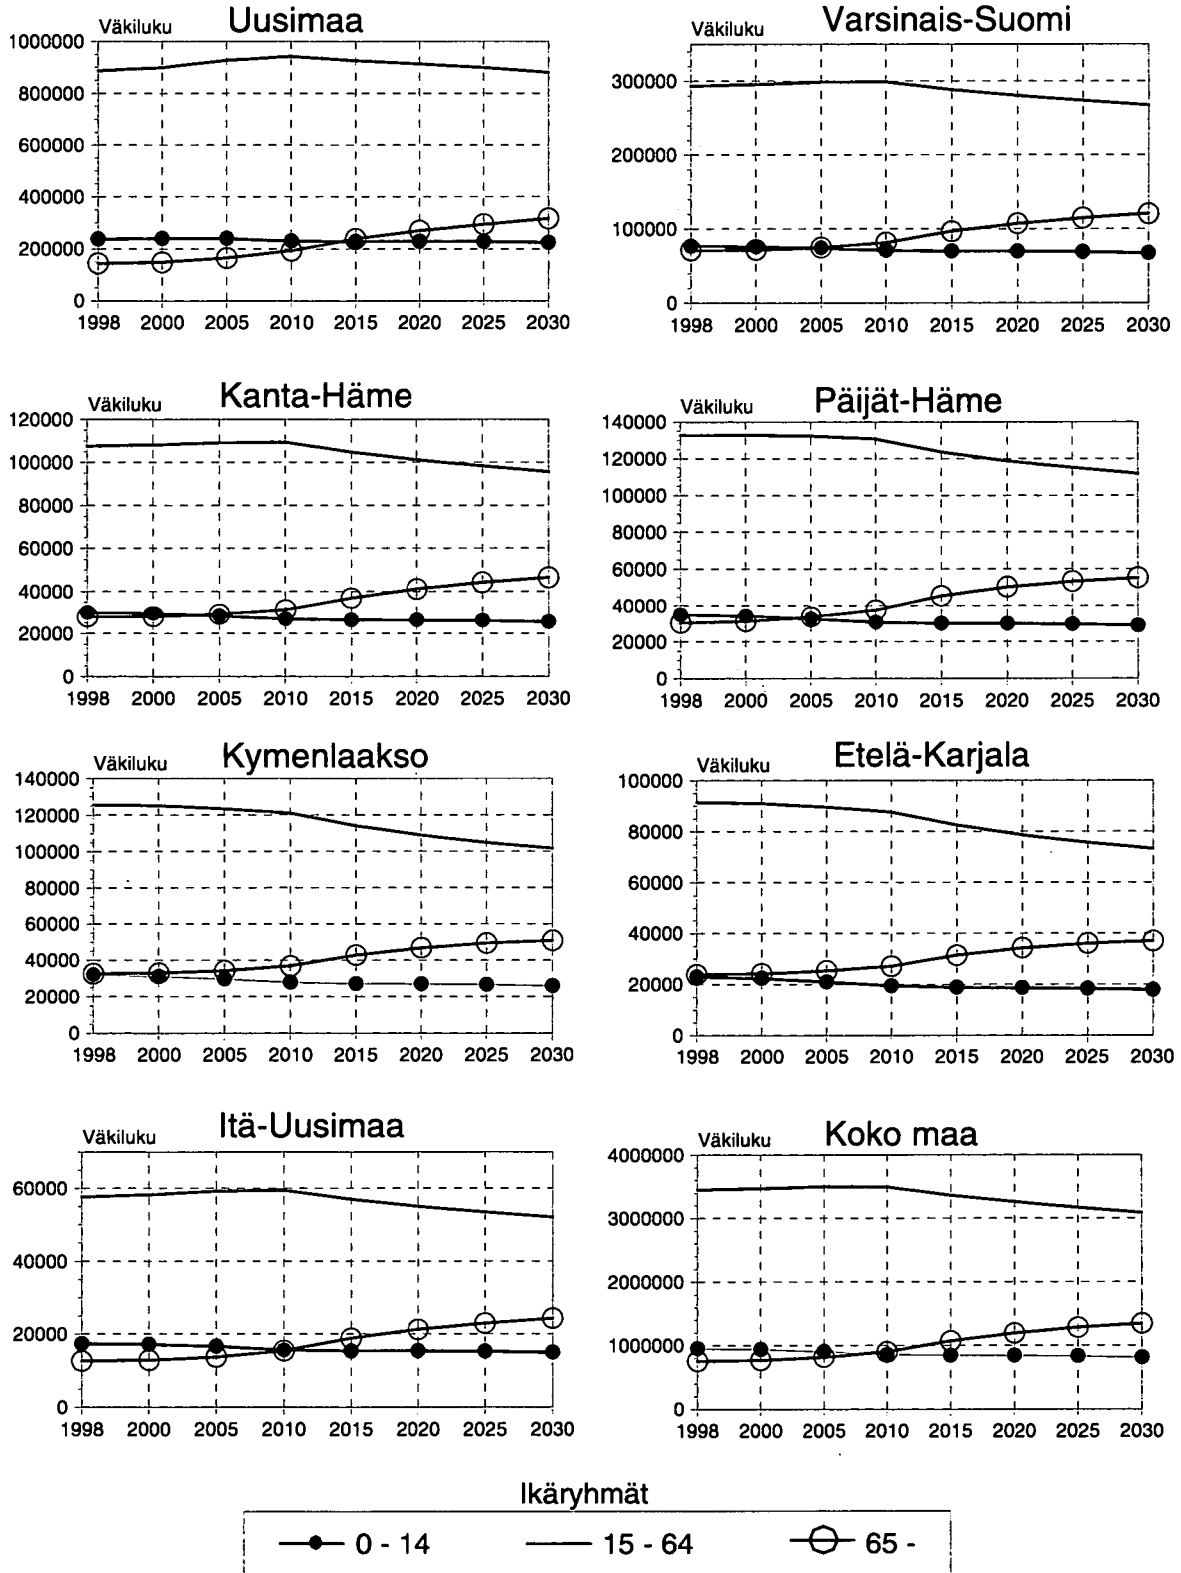 Väkiluku Uusimaa
1000000
800000
600000
400000
200000
0
1998 2000 2005 2010 2015 2020 2025 2030
Väkiluku Varsinais-Suomi
300000
200000
100000
0
1998 2000 2005 2010 2015 2020 2025 2030
Väkiluku Kanta-Häme
120000
100000
80000
60000
40000
20000
0
1998 2000 2005 2010 2015 2020 2025 2030
Väkiluku Päijät-Häme
140000
120000
100000
80000
60000
40000
20000
0
1998 2000 2005 2010 2015 2020 2025 2030
Väkiluku Kymenlaakso
140000
120000
100000
80000
60000
40000
20000
0
1998 2000 2005 2010 2015 2020 2025 2030
Väkiluku Etelä-Karjala
100000
80000
60000
40000
20000
0
1998 2000 2005 2010 2015 2020 2025 2030
Väkiluku Itä-Uusimaa
60000
40000
20000
0
1998 2000 2005 2010 2015 2020 2025 2030
Väkiluku Koko maa
4000000
3000000
2000000
1000000
0
1998 2000 2005 2010 2015 2020 2025 2030
Ikäryhmät
0 - 14 15 - 64 65 -